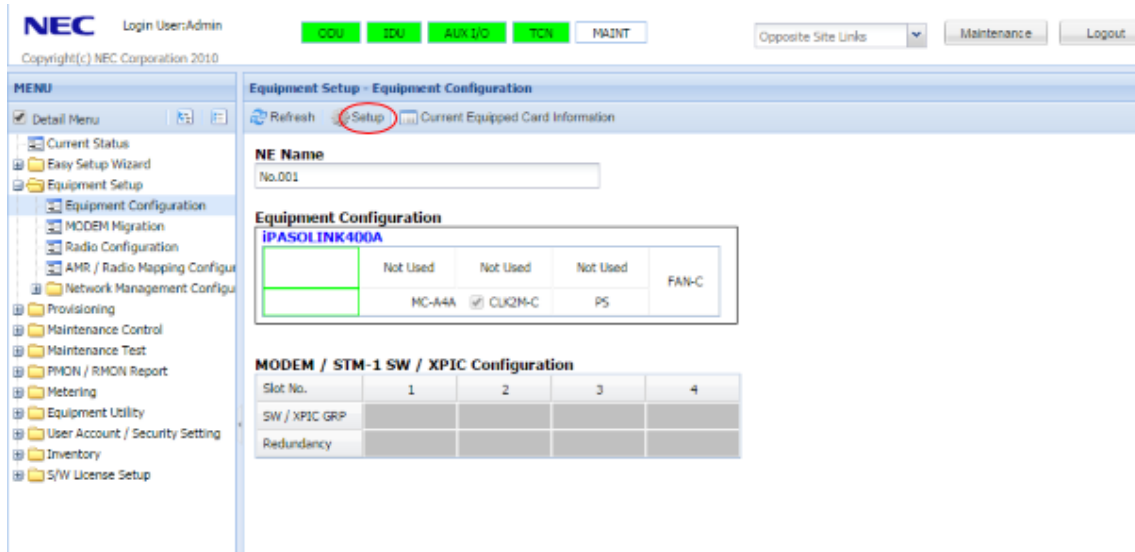 NEC Login User:Admin
ODU IDU AUX I/O TCN MAINT
Opposite Site Links Maintenance Logout
Copyright(c) NEC Corporation 2010
MENU
Detail Menu
Current Status
Easy Setup Wizard
Equipment Setup
Equipment Configuration
MODEM Migration
Radio Configuration
AMR / Radio Mapping Configur
Network Management Configu
Provisioning
Maintenance Control
Maintenance Test
PMON / RMON Report
Metering
Equipment Utility
User Account / Security Setting
Inventory
S/W License Setup
Equipment Setup - Equipment Configuration
Refresh Setup Current Equipped Card Information
NE Name
No.001
Equipment Configuration
iPASOLINK400A
Not Used Not Used Not Used
FAN-C
MC-A4A CLK2M-C PS
MODEM / STM-1 SW / XPIC Configuration
Slot No. 1 2 3 4
SW / XPIC GRP
Redundancy